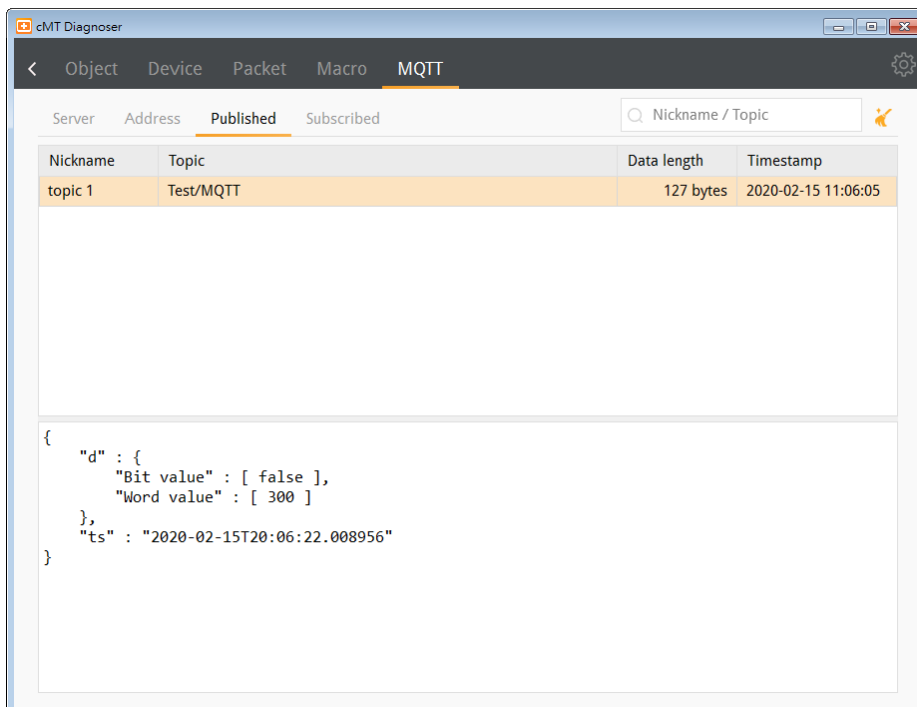 cMT Diagnoser
Object Device Packet Macro MQTT
Server Address Published Subscribed Nickname / Topic
Nickname Topic Data length Timestamp
topic 1 Test/MQTT 127 bytes 2020-02-15 11:06:05
{
"d" : {
"Bit value" : [ false ],
"Word value" : [ 300 ]
},
"ts" : "2020-02-15T20:06:22.008956"
}